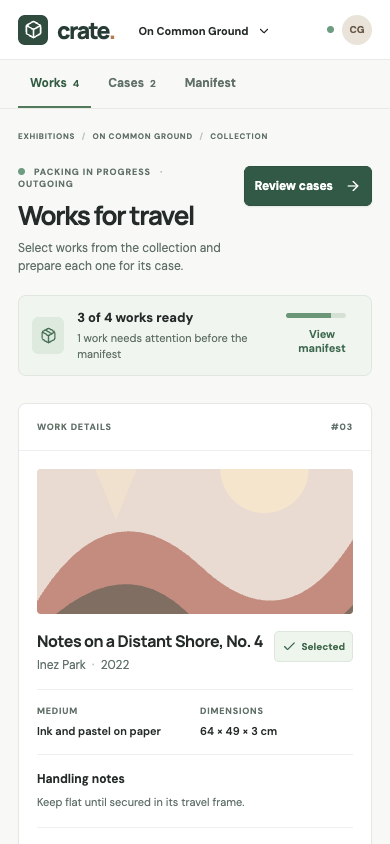 crate.
On Common Ground
CG
Works 4
Cases 2
Manifest
EXHIBITIONS / ON COMMON GROUND / COLLECTION
PACKING IN PROGRESS ·
OUTGOING
Review cases
Works for travel
Select works from the collection and
prepare each one for its case.
3 of 4 works ready
1 work needs attention before the
manifest
View
manifest
WORK DETAILS
#03
Notes on a Distant Shore, No. 4
Selected
Inez Park · 2022
MEDIUM
DIMENSIONS
Ink and pastel on paper
64 × 49 × 3 cm
Handling notes
Keep flat until secured in its travel frame.